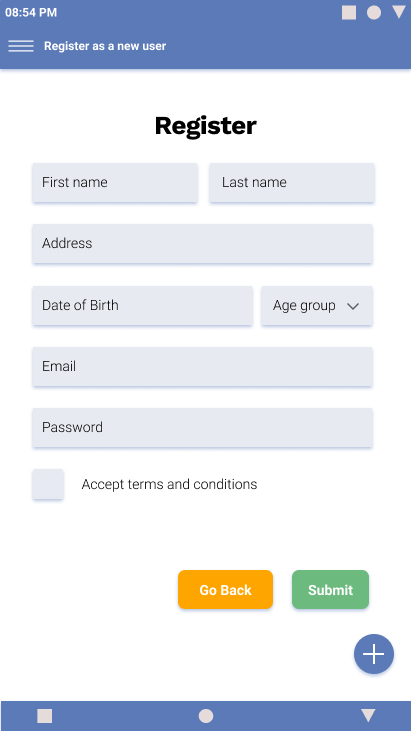 08:54 PM
Register as a new user
Register
First name
Last name
Address
Date of Birth
Age group
Email
Password
Accept terms and conditions
Go Back
Submit